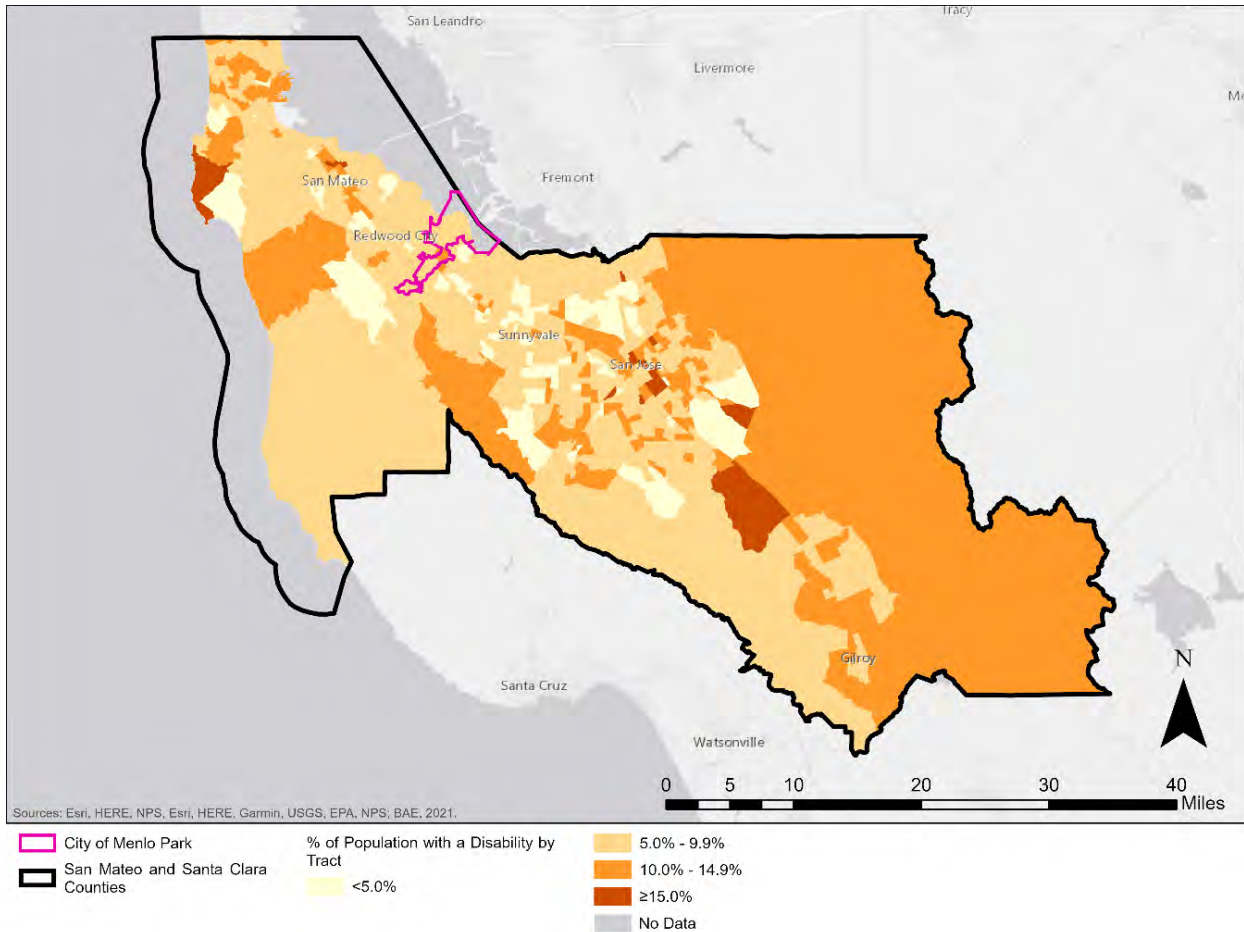 San Leandro
Tracy
Livermore
Fremont
San Mateo
Redwood City
Sunnyvale
San Jose
Gilroy
Santa Cruz
Watsonville
N
0 5 10 20 30 40
Miles
Sources: Esri, HERE, NPS, Esri, HERE, Garmin, USGS, EPA, NPS; BAE, 2021.
City of Menlo Park
San Mateo and Santa Clara
Counties
% of Population with a Disability by
Tract
<5.0%
5.0% - 9.9%
10.0% - 14.9%
≥15.0%
No Data